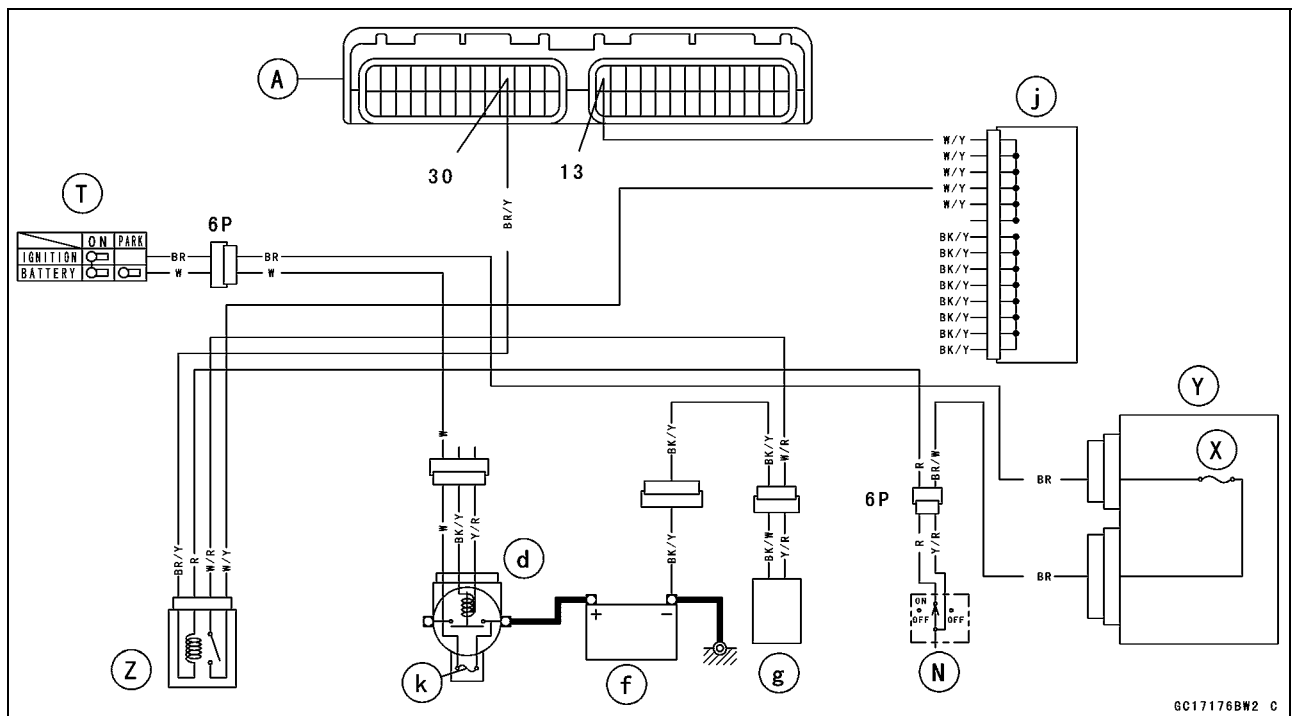 A
j
30
13
W/Y
W/Y
W/Y
W/Y
W/Y
BK/Y
BK/Y
BK/Y
BK/Y
BK/Y
BK/Y
BK/Y
BK/Y
T
6P
ON PARK
IGNITION
BATTERY
BR
W
BR
W
BR/Y
Y
X
BR
BR
W
BK/Y
BK/Y
W/R
R
BR/W
6P
W
BK/Y
Y/R
BK/Y
BK/W
Y/R
R
Y/R
d
BR/Y
R
W/R
W/Y
Z
k
+
-
f
g
ON
OFF
OFF
N
GC17176BW2 C